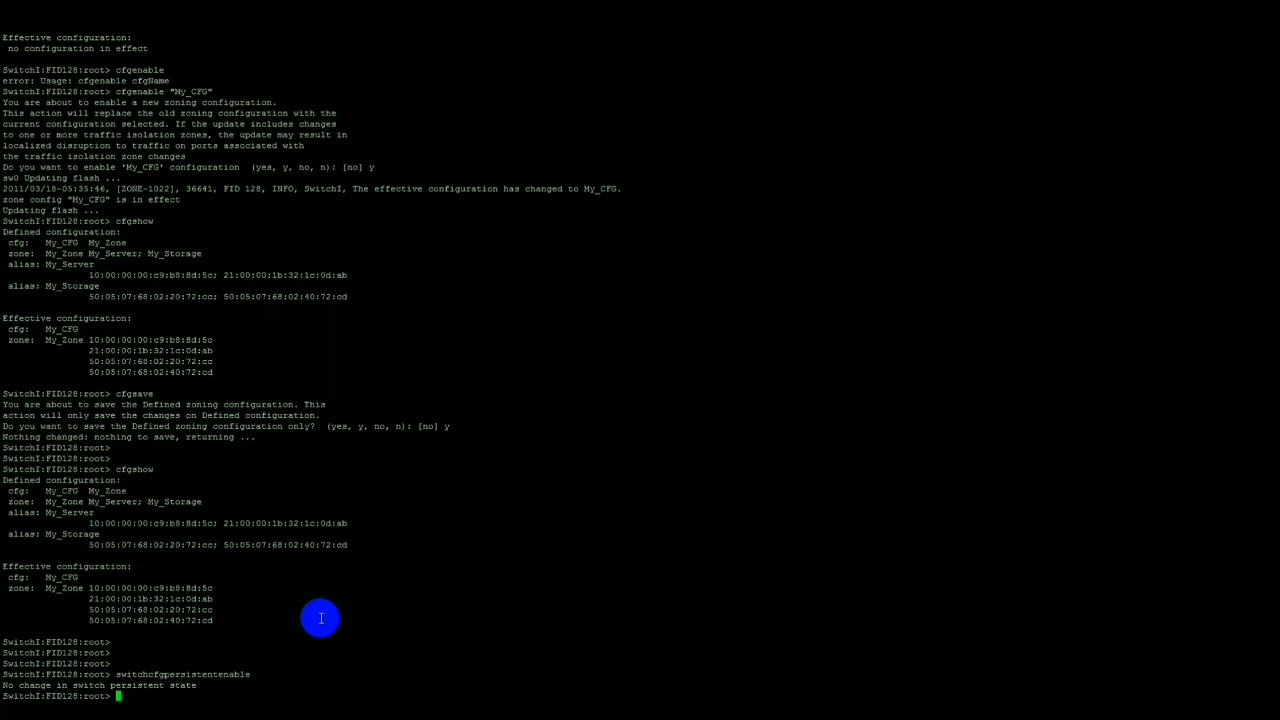 Effective configuration:
 no configuration in effect
SwitchI:FID128:root> cfgenable
error: Usage: cfgenable cfgName
SwitchI:FID128:root> cfgenable "My_CFG"
You are about to enable a new zoning configuration.
This action will replace the old zoning configuration with the
current configuration selected. If the update includes changes
to one or more traffic isolation zones, the update may result in
localized disruption to traffic on ports associated with
the traffic isolation zone changes
Do you want to enable 'My_CFG' configuration  (yes, y, no, n): [no] y
sw0 Updating flash ...
2011/03/18-05:35:46, [ZONE-1022], 36641, FID 128, INFO, SwitchI, The effective configuration has changed to My_CFG.
zone config "My_CFG" is in effect
Updating flash ...
SwitchI:FID128:root> cfgshow
Defined configuration:
 cfg:   My_CFG  My_Zone
 zone:  My_Zone My_Server; My_Storage
 alias: My_Server
                10:00:00:00:c9:b8:8d:5c; 21:00:00:1b:32:1c:0d:ab
 alias: My_Storage
                50:05:07:68:02:20:72:cc; 50:05:07:68:02:40:72:cd
Effective configuration:
 cfg:   My_CFG
 zone:  My_Zone 10:00:00:00:c9:b8:8d:5c
                21:00:00:1b:32:1c:0d:ab
                50:05:07:68:02:20:72:cc
                50:05:07:68:02:40:72:cd
SwitchI:FID128:root> cfgsave
You are about to save the Defined zoning configuration. This
action will only save the changes on Defined configuration.
Do you want to save the Defined zoning configuration only?  (yes, y, no, n): [no] y
Nothing changed: nothing to save, returning ...
SwitchI:FID128:root>
SwitchI:FID128:root>
SwitchI:FID128:root> cfgshow
Defined configuration:
 cfg:   My_CFG  My_Zone
 zone:  My_Zone My_Server; My_Storage
 alias: My_Server
                10:00:00:00:c9:b8:8d:5c; 21:00:00:1b:32:1c:0d:ab
 alias: My_Storage
                50:05:07:68:02:20:72:cc; 50:05:07:68:02:40:72:cd
Effective configuration:
 cfg:   My_CFG
 zone:  My_Zone 10:00:00:00:c9:b8:8d:5c
                21:00:00:1b:32:1c:0d:ab
                50:05:07:68:02:20:72:cc
                50:05:07:68:02:40:72:cd
SwitchI:FID128:root>
SwitchI:FID128:root>
SwitchI:FID128:root>
SwitchI:FID128:root> switchcfgpersistentenable
No change in switch persistent state
SwitchI:FID128:root>